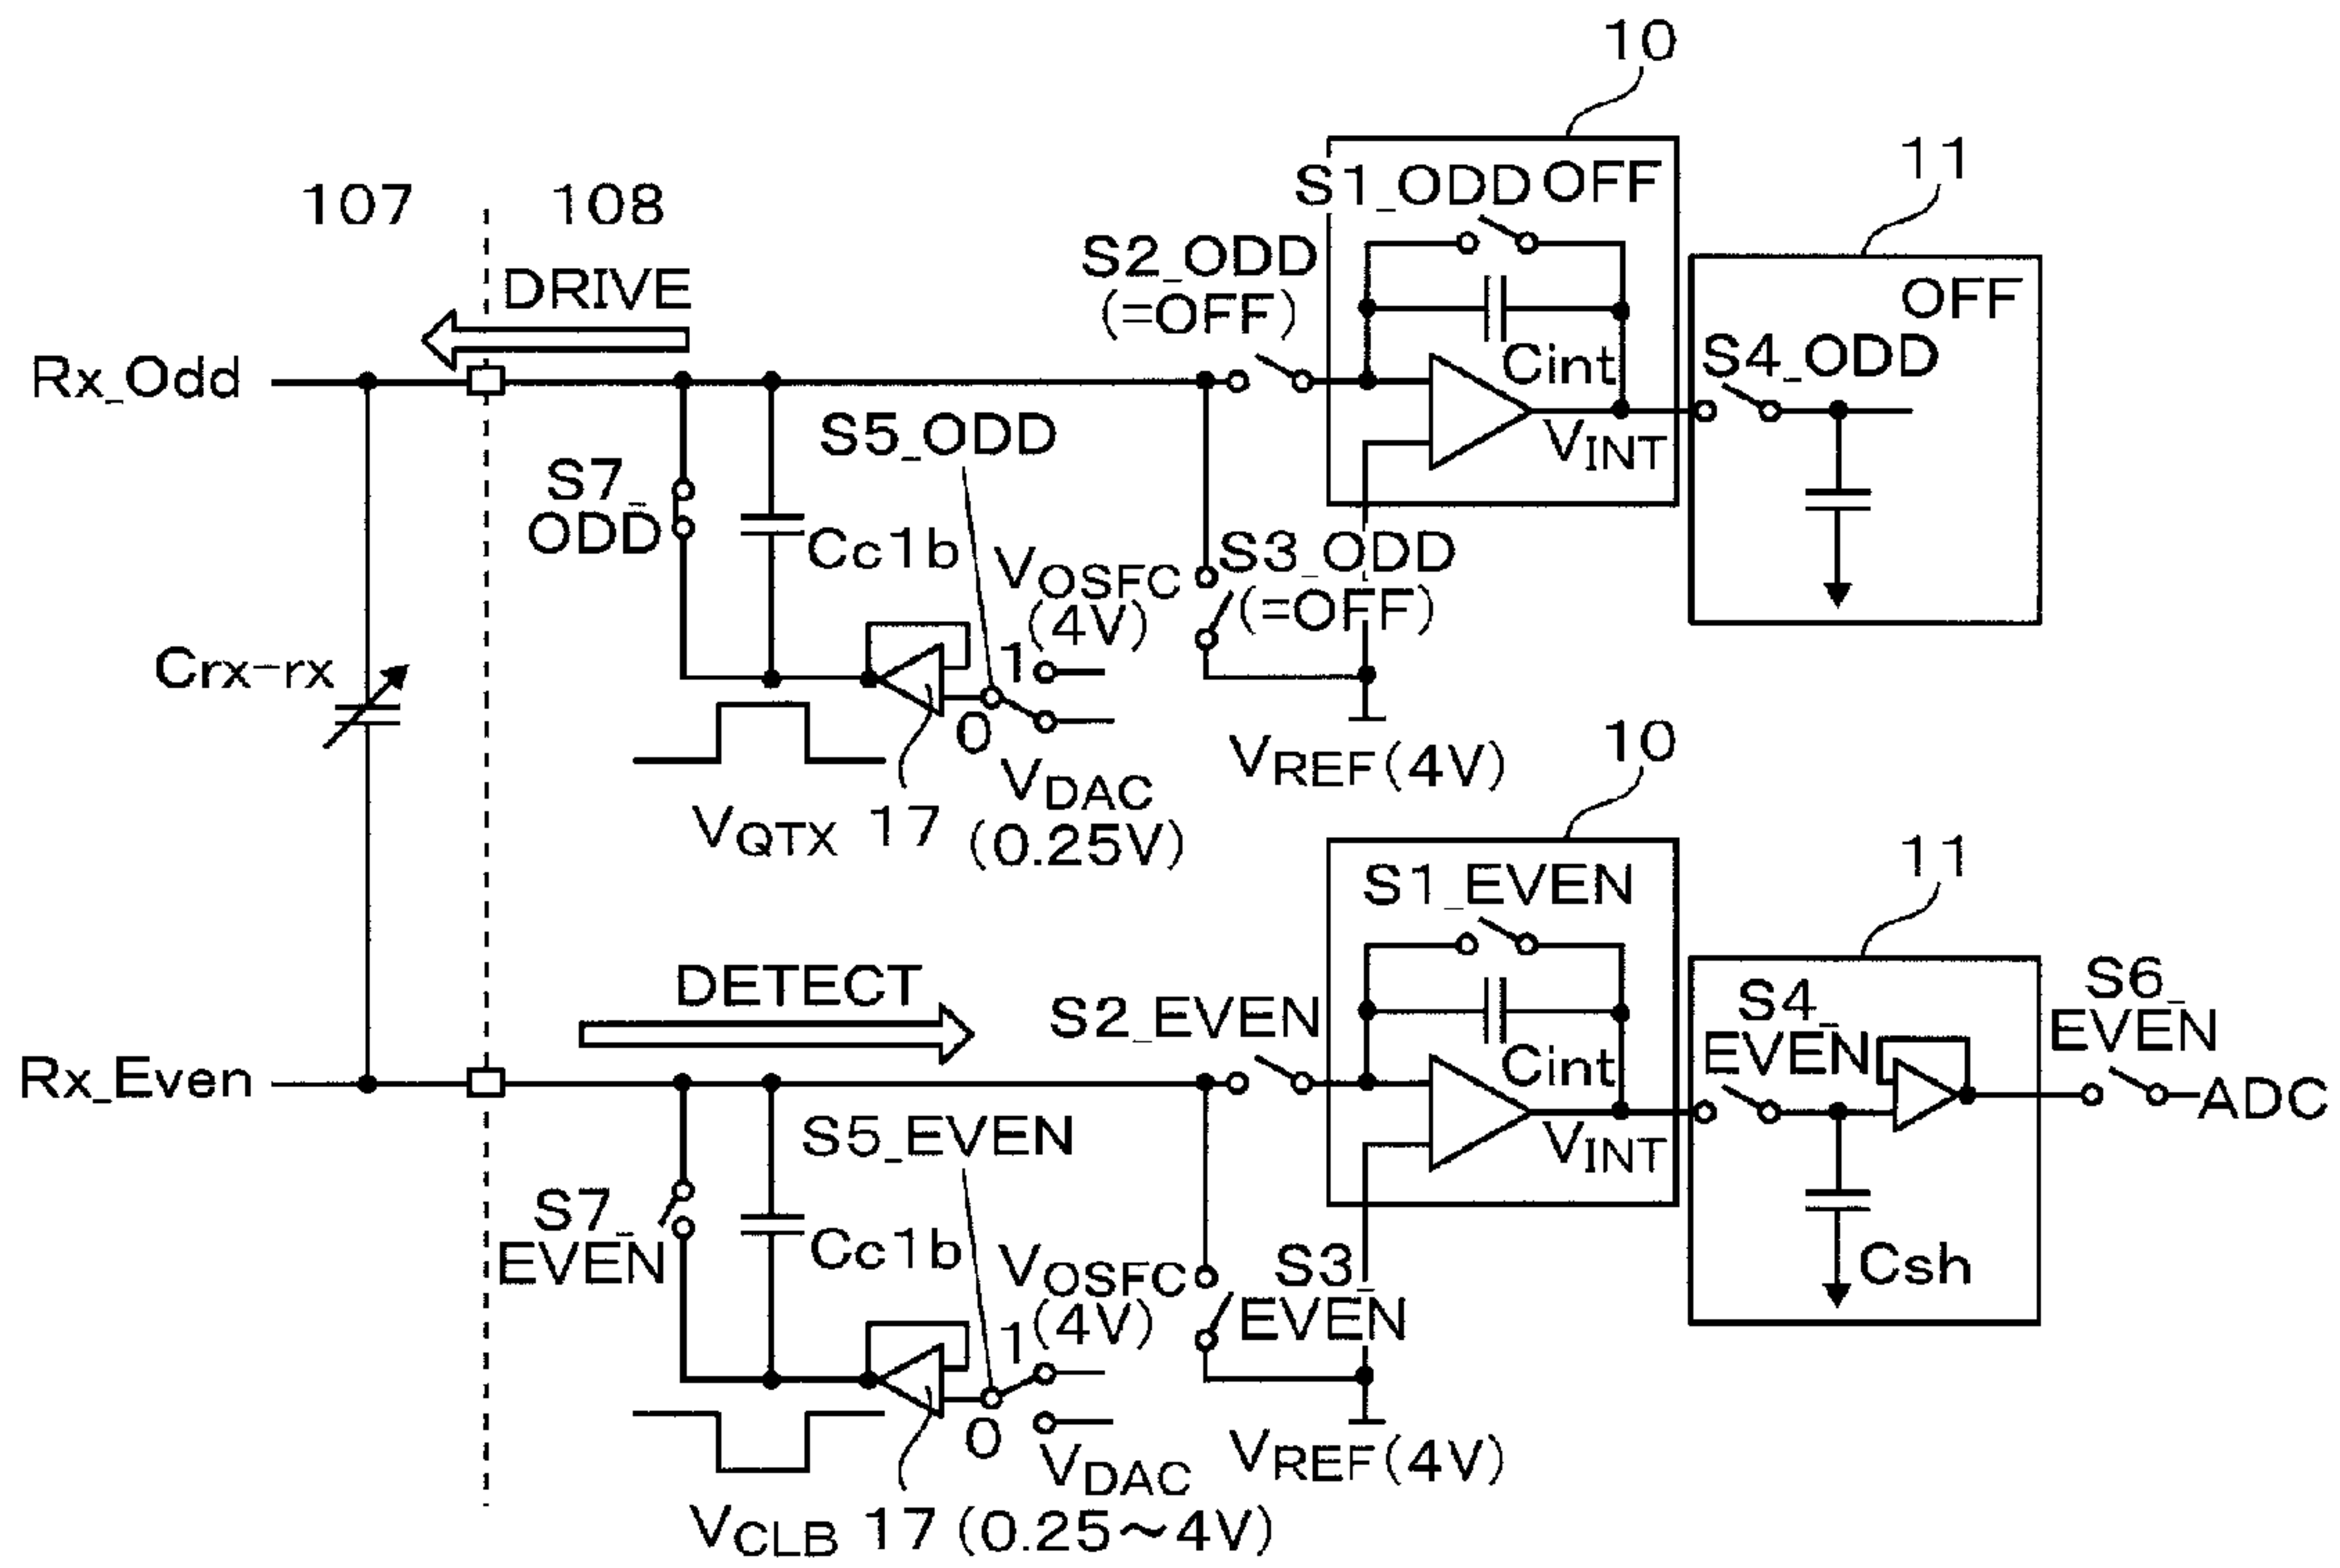 10
11
107
108
S1_ODD OFF
S2_ODD
(=OFF)
OFF
DRIVE
Rx_Odd
Cint
S4_ODD
VINT
S5_ODD
S7_
ODD
Cc1b
VOSFC
(4V)
S3_ODD
(=OFF)
1
0
Crx-rx
VDAC
(0.25V)
VREF(4V)
VQTX
17
10
11
S1_EVEN
DETECT
S2_EVEN
S4_
EVEN
S6_
EVEN
Rx_Even
Cint
ADC
VINT
S5_EVEN
S7_
EVEN
Cc1b
VOSFC
(4V)
S3_
EVEN
Csh
1
0
VDAC
(0.25~4V)
VREF(4V)
VCLB
17